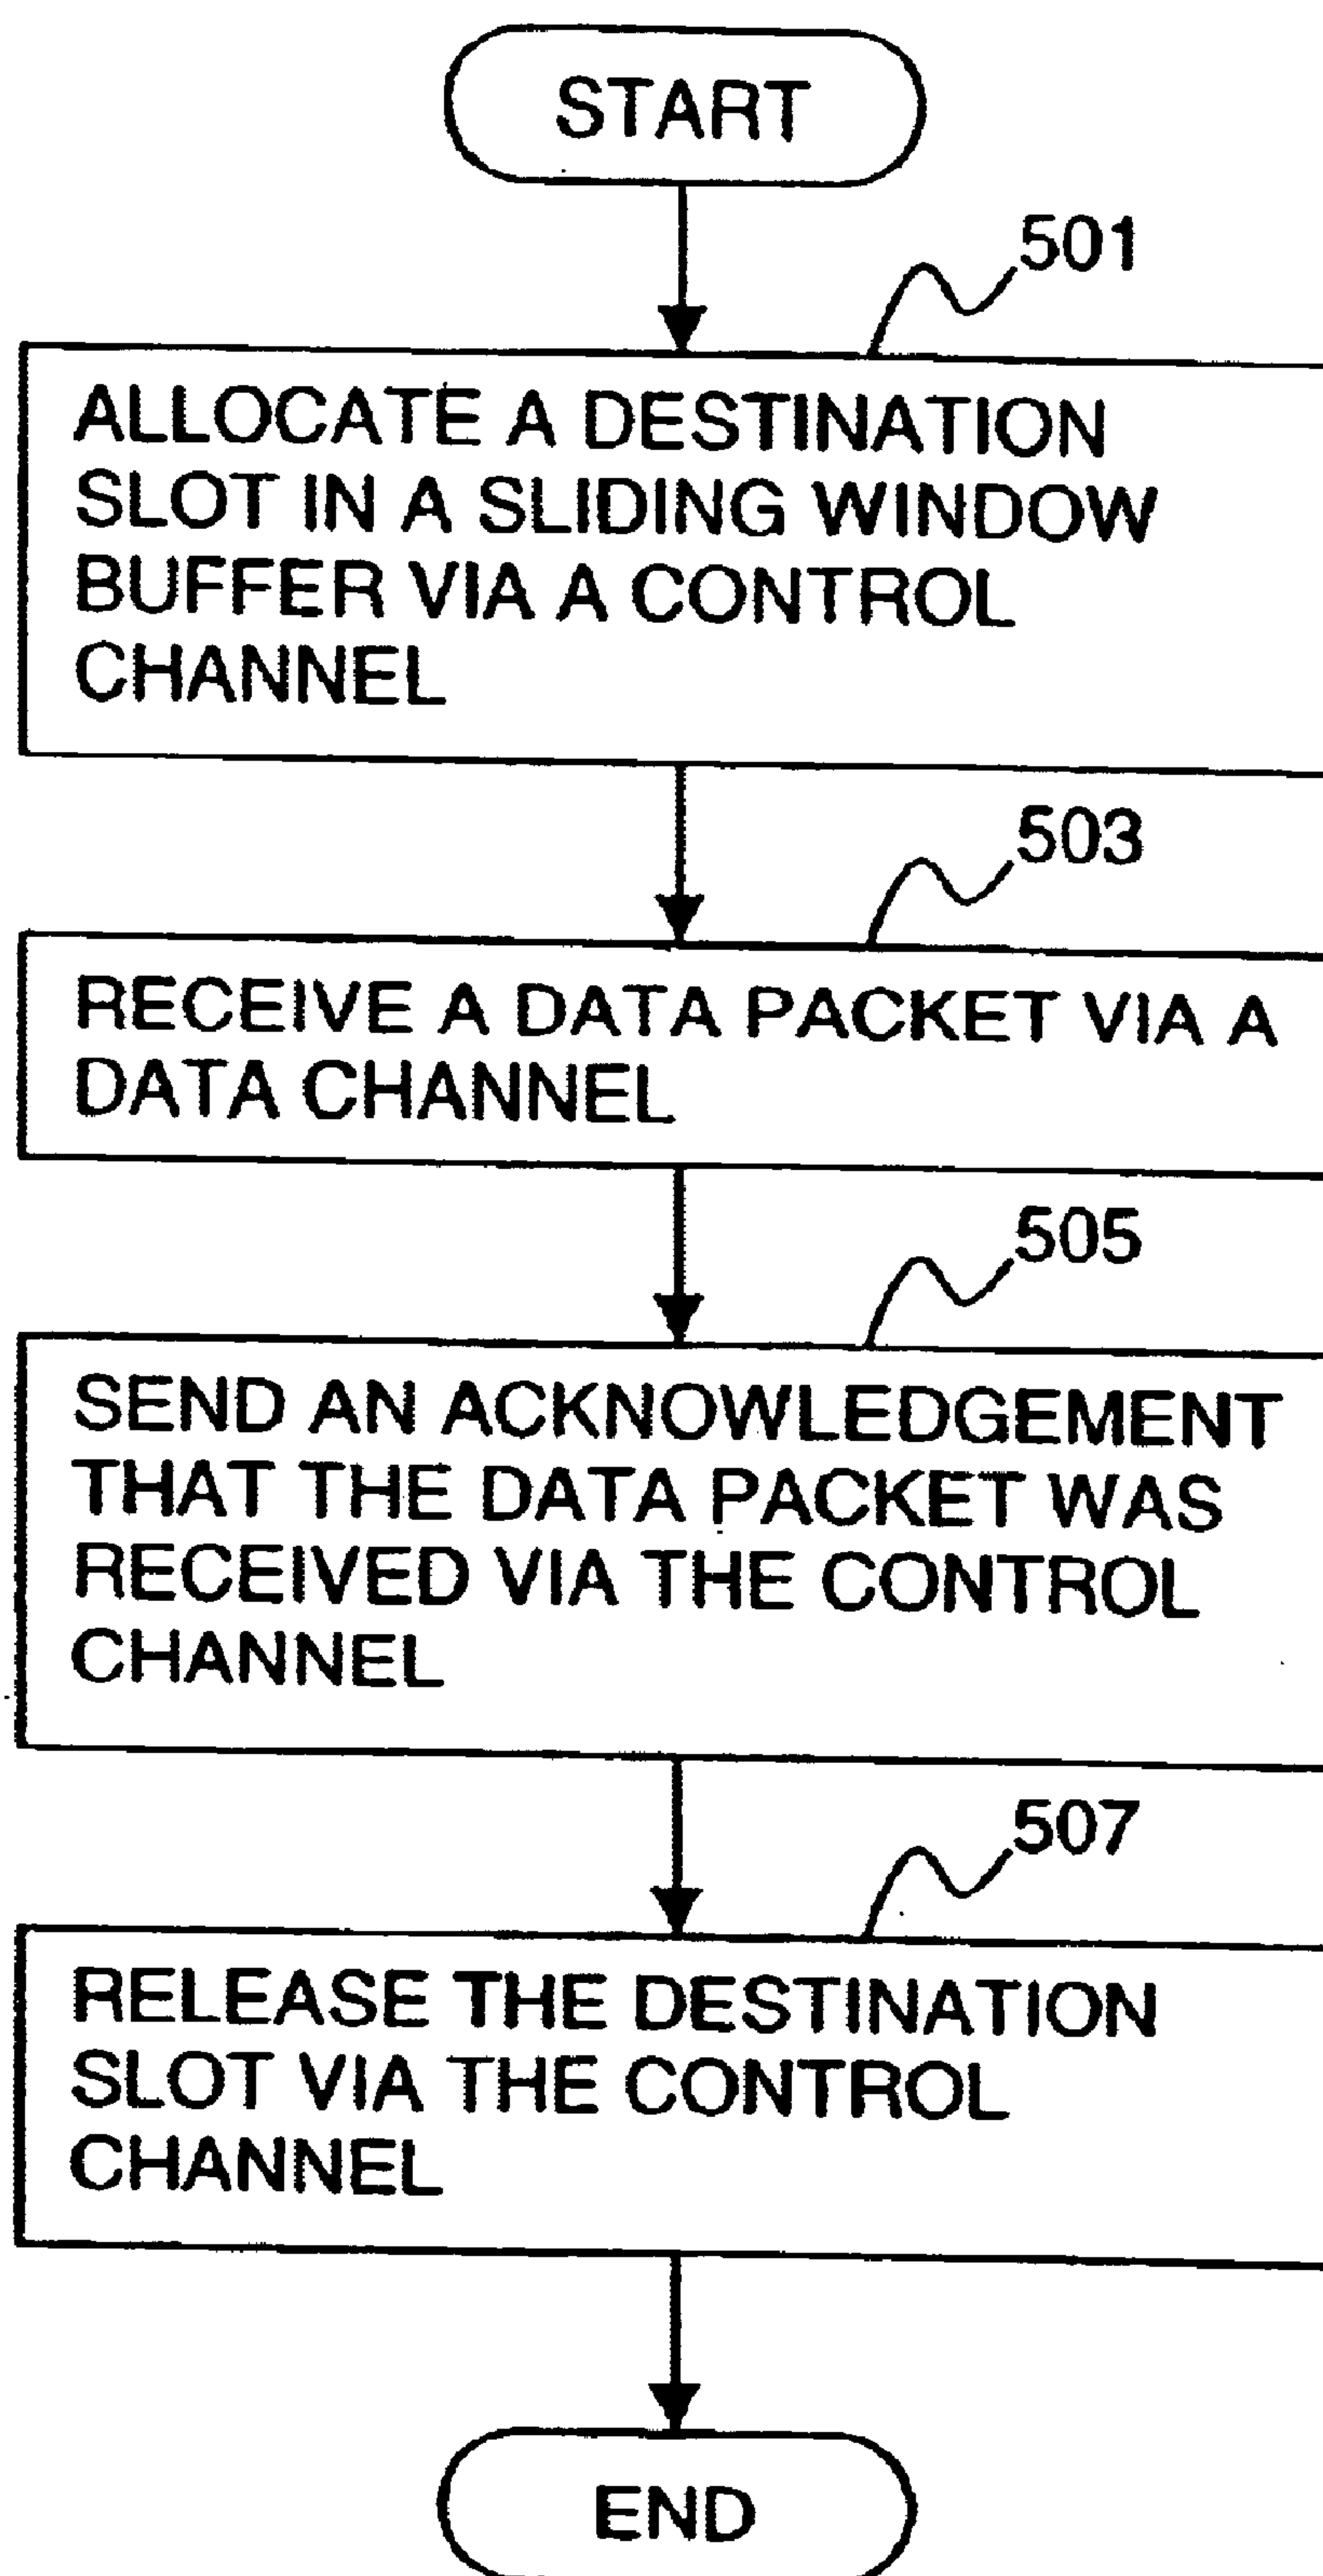 START
501
ALLOCATE A DESTINATION
SLOT IN A SLIDING WINDOW
BUFFER VIA A CONTROL
CHANNEL
503
RECEIVE A DATA PACKET VIA A
DATA CHANNEL
505
SEND AN ACKNOWLEDGEMENT
THAT THE DATA PACKET WAS
RECEIVED VIA THE CONTROL
CHANNEL
507
RELEASE THE DESTINATION
SLOT VIA THE CONTROL
CHANNEL
END